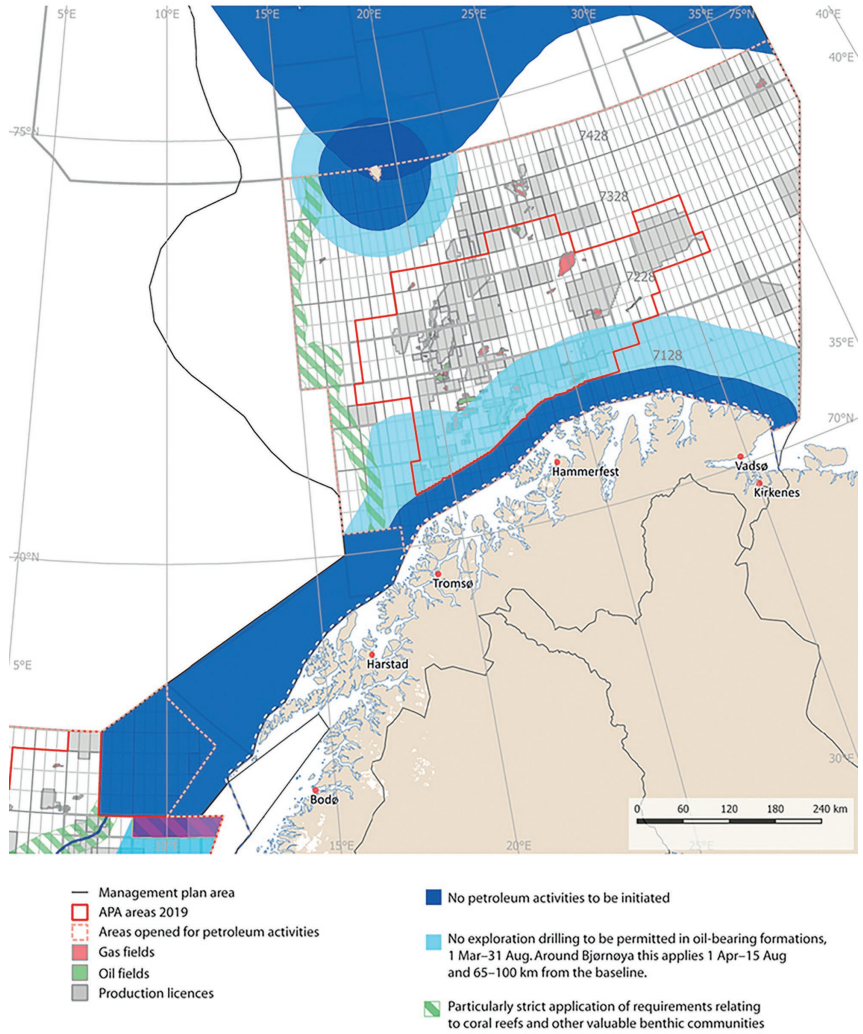 5°E
10°E
15°E
20°E
25°E
30°E
35°E
75°N
40°E
40°E
75°N
7428
7328
7228
7128
35°E
70°N
Hammerfest
Vadsø
Kirkenes
70°N
Tromsø
5°E
Harstad
30°E
Bodø
0 60 120 180 240 km
10°E
15°E
20°E
25°E
Management plan area
APA areas 2019
Areas opened for petroleum activities
Gas fields
Oil fields
Production licences
No petroleum activities to be initiated
No exploration drilling to be permitted in oil-bearing formations,
1 Mar–31 Aug. Around Bjørnøya this applies 1 Apr–15 Aug
and 65–100 km from the baseline.
Particularly strict application of requirements relating
to coral reefs and other valuable benthic communities